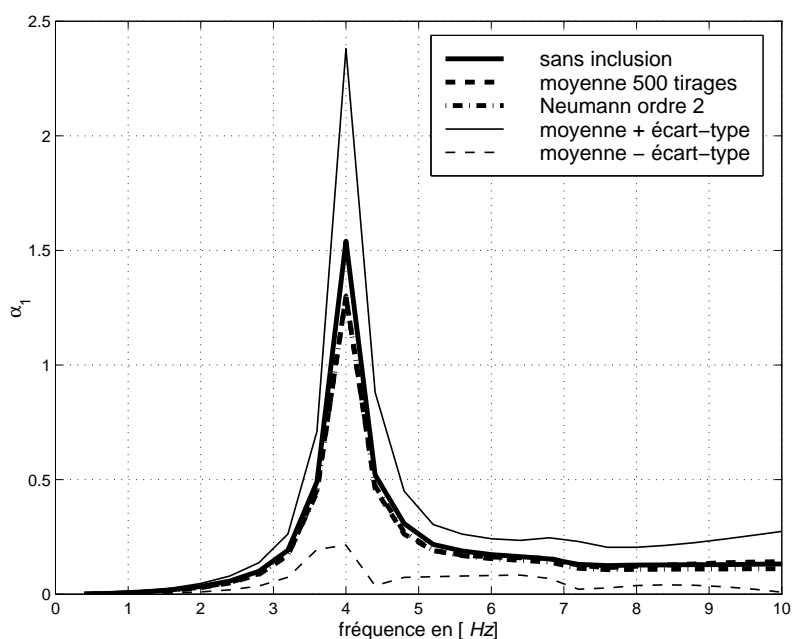 2.5
2
1.5
1
0.5
0
0 1 2 3 4 5 6 7 8 9 10
α1
fréquence en [ Hz]
sans inclusion
moyenne 500 tirages
Neumann ordre 2
moyenne + écart−type
moyenne − écart−type